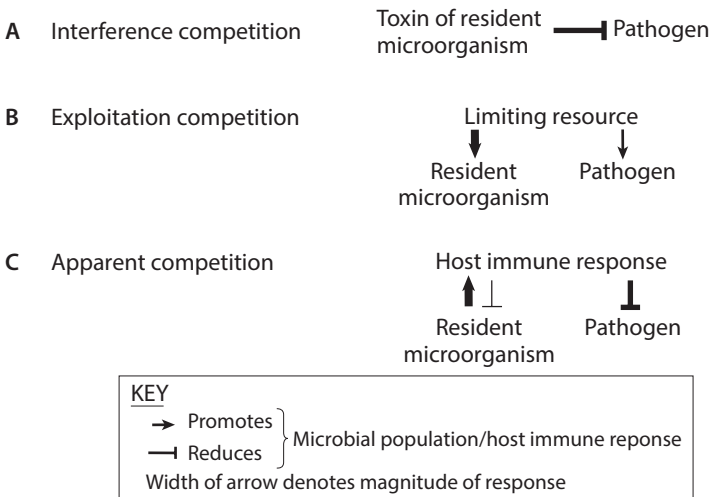 A Interference competition
Toxin of resident
microorganism
Pathogen
B Exploitation competition
Limiting resource
Resident
microorganism
Pathogen
C Apparent competition
Host immune response
Resident
microorganism
Pathogen
KEY
Promotes
Reduces
Microbial population/host immune reponse
Width of arrow denotes magnitude of response